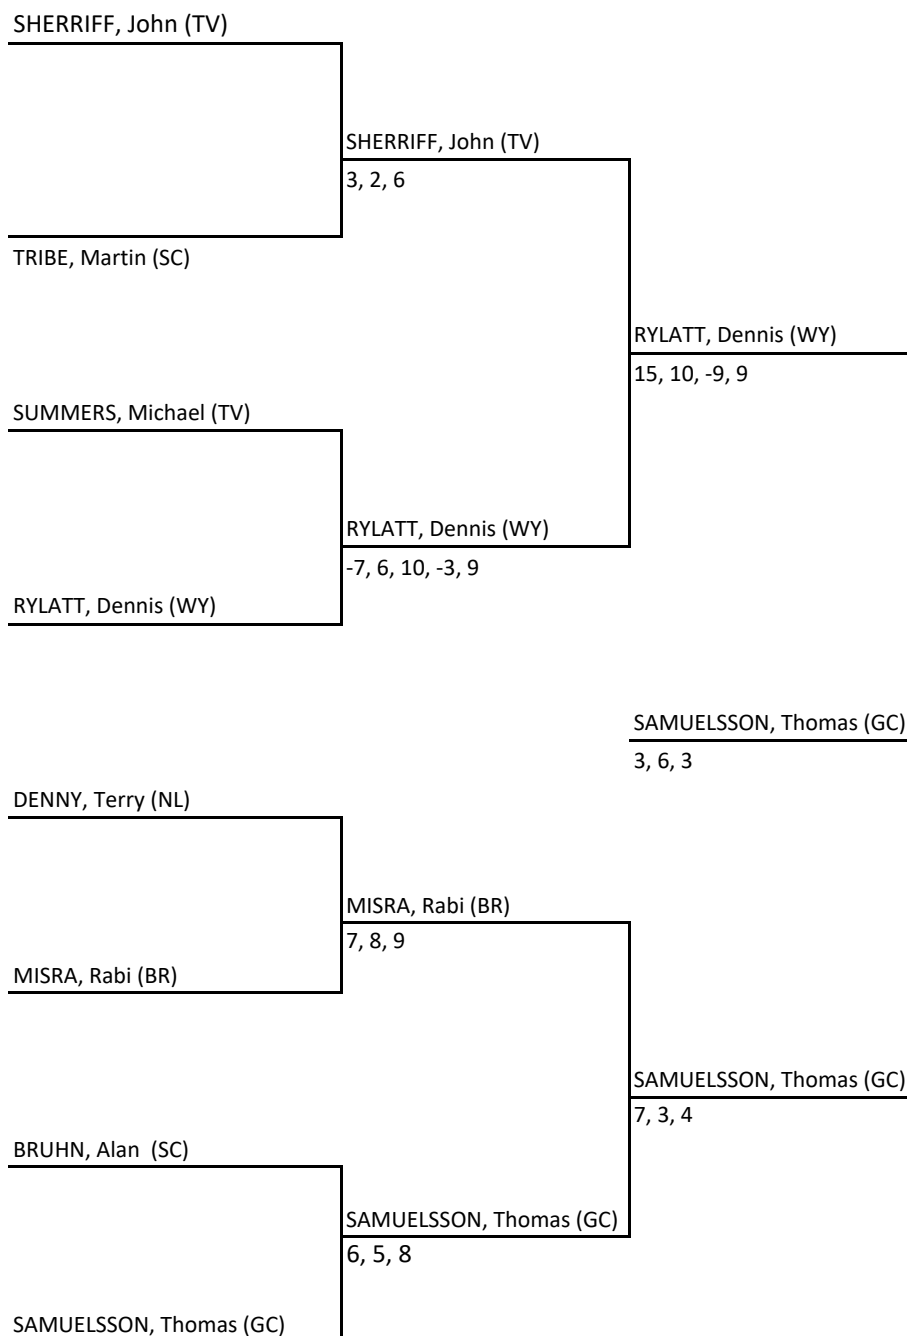 SHERRIFF, John (TV)
SHERRIFF, John (TV)
3, 2, 6
TRIBE, Martin (SC)
RYLATT, Dennis (WY)
15, 10, -9, 9
SUMMERS, Michael (TV)
RYLATT, Dennis (WY)
-7, 6, 10, -3, 9
RYLATT, Dennis (WY)
SAMUELSSON, Thomas (GC)
3, 6, 3
DENNY, Terry (NL)
MISRA, Rabi (BR)
7, 8, 9
MISRA, Rabi (BR)
SAMUELSSON, Thomas (GC)
7, 3, 4
BRUHN, Alan  (SC)
SAMUELSSON, Thomas (GC)
6, 5, 8
SAMUELSSON, Thomas (GC)